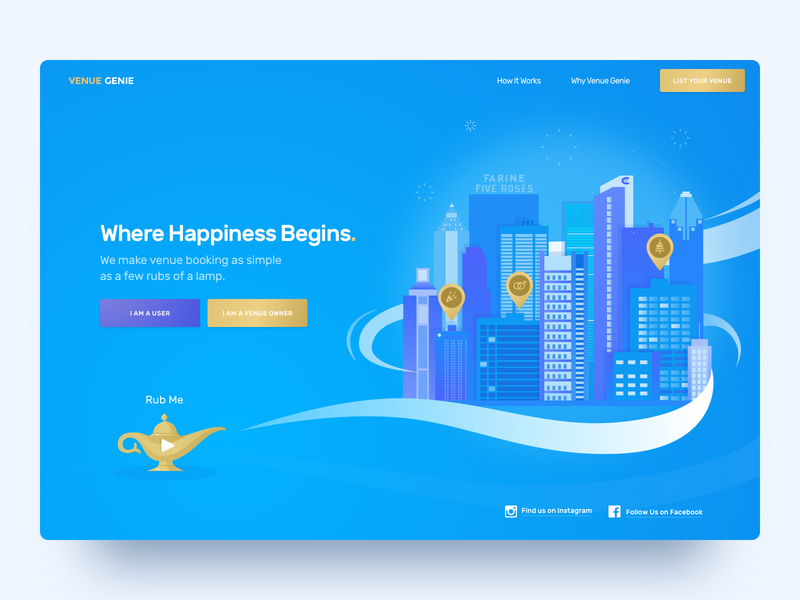 VENUE GENIE
How It Works
Why Venue Genie
LIST YOUR VENUE
FARINE
FIVE ROSES
Where Happiness Begins.
We make venue booking as simple
as a few rubs of a lamp.
I AM A USER
I AM A VENUE OWNER
Rub Me
Find us on Instagram
Follow Us on Facebook